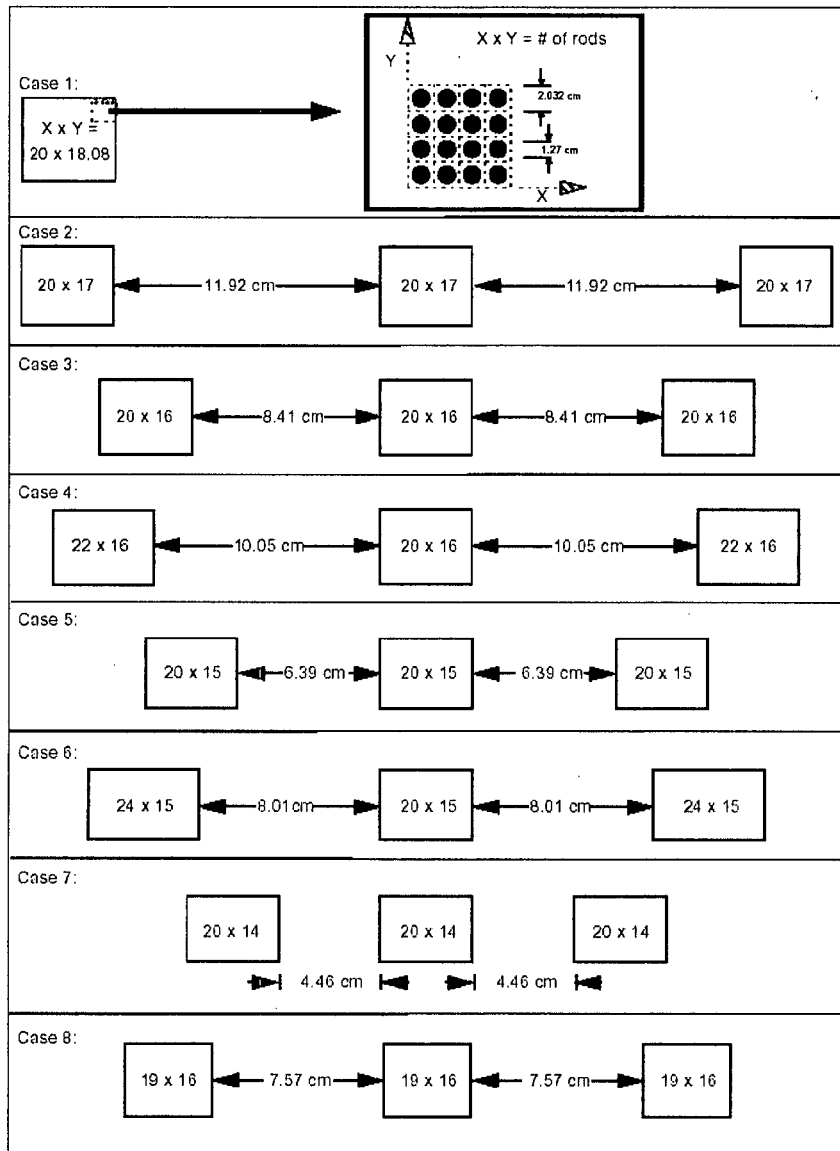 X x Y = # of rods
Y
2.032 cm
1.27 cm
X
Case 1:
X x Y =
20 x 18.08
Case 2:
20 x 17 11.92 cm 20 x 17 11.92 cm 20 x 17
Case 3:
20 x 16 8.41 cm 20 x 16 8.41 cm 20 x 16
Case 4:
22 x 16 10.05 cm 20 x 16 10.05 cm 22 x 16
Case 5:
20 x 15 6.39 cm 20 x 15 6.39 cm 20 x 15
Case 6:
24 x 15 8.01cm 20 x 15 8.01 cm 24 x 15
Case 7:
20 x 14 20 x 14 20 x 14
4.46 cm 4.46 cm
Case 8:
19 x 16 7.57 cm 19 x 16 7.57 cm 19 x 16